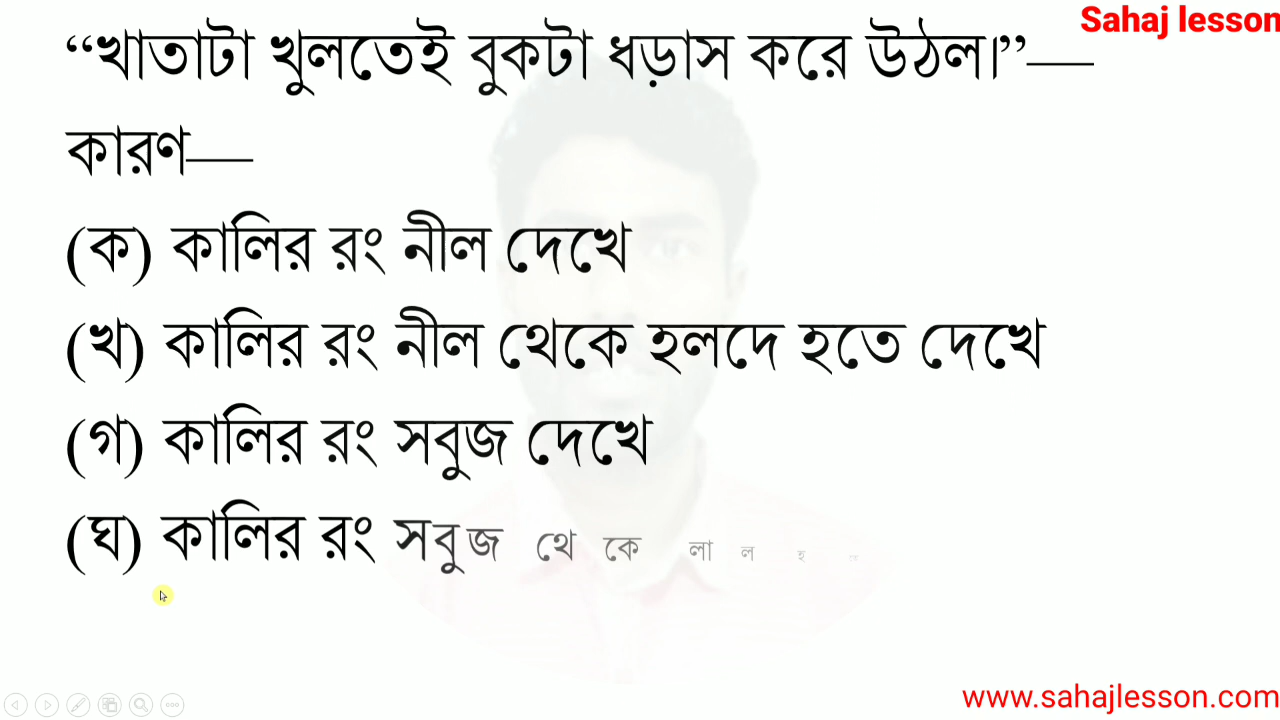 Sahaj lesson
“খাতাটা খুলতেই বুকটা ধড়াস করে উঠল।”—
কারণ—
(ক) কালির রং নীল দেখে
(খ) কালির রং নীল থেকে হলদে হতে দেখে
(গ) কালির রং সবুজ দেখে
(ঘ) কালির রং সবুজ থেকে লাল হ
www.sahajlesson.com